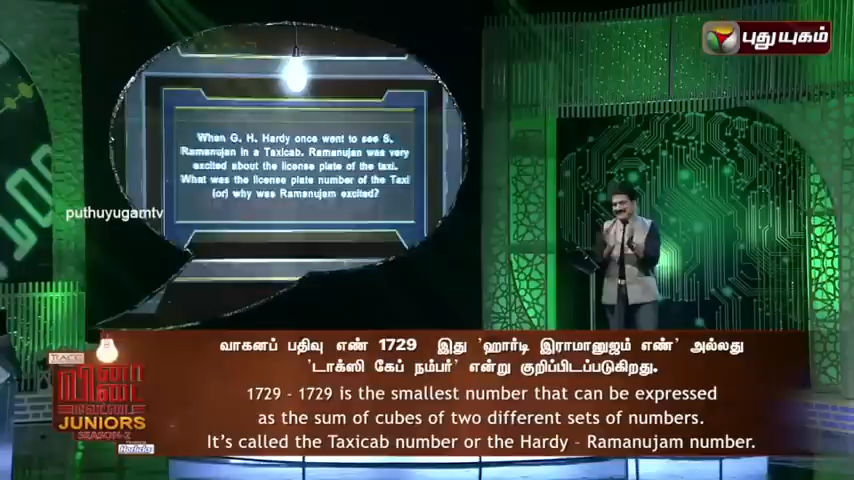 புதுயுகம்
When G. H. Hardy once went to see S.
Ramanujan in a Taxicab. Ramanujan was very
excited about the license plate of the taxi.
What was the license plate number of the Taxi
(or) why was Ramanujam excited?
puthuyugamtv
வாகனப் பதிவு எண் 1729 இது 'ஹார்டி இராமானுஜம் எண்' அல்லது
'டாக்ஸி கேப் நம்பர்' என்று குறிப்பிடப்படுகிறது.
1729 - 1729 is the smallest number that can be expressed
as the sum of cubes of two different sets of numbers.
It's called the Taxicab number or the Hardy - Ramanujam number.
RACE
JUNIORS
SEASON-2